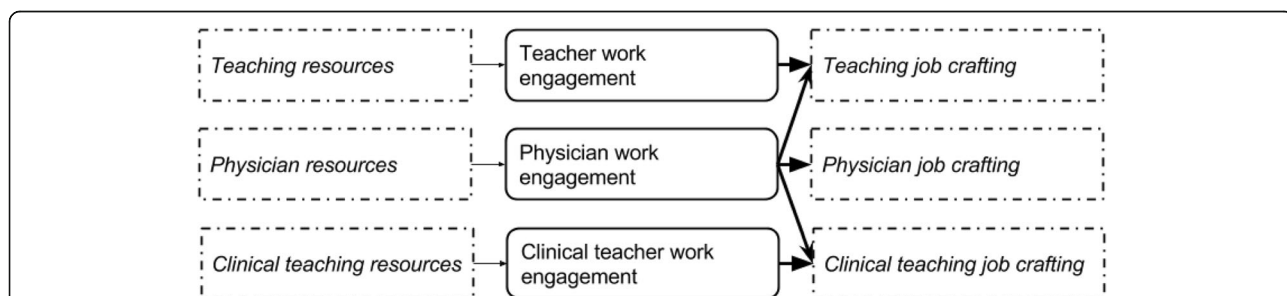 Teaching resources
Teacher work
engagement
Teaching job crafting
Physician resources
Physician work
engagement
Physician job crafting
Clinical teaching resources
Clinical teacher work
engagement
Clinical teaching job crafting